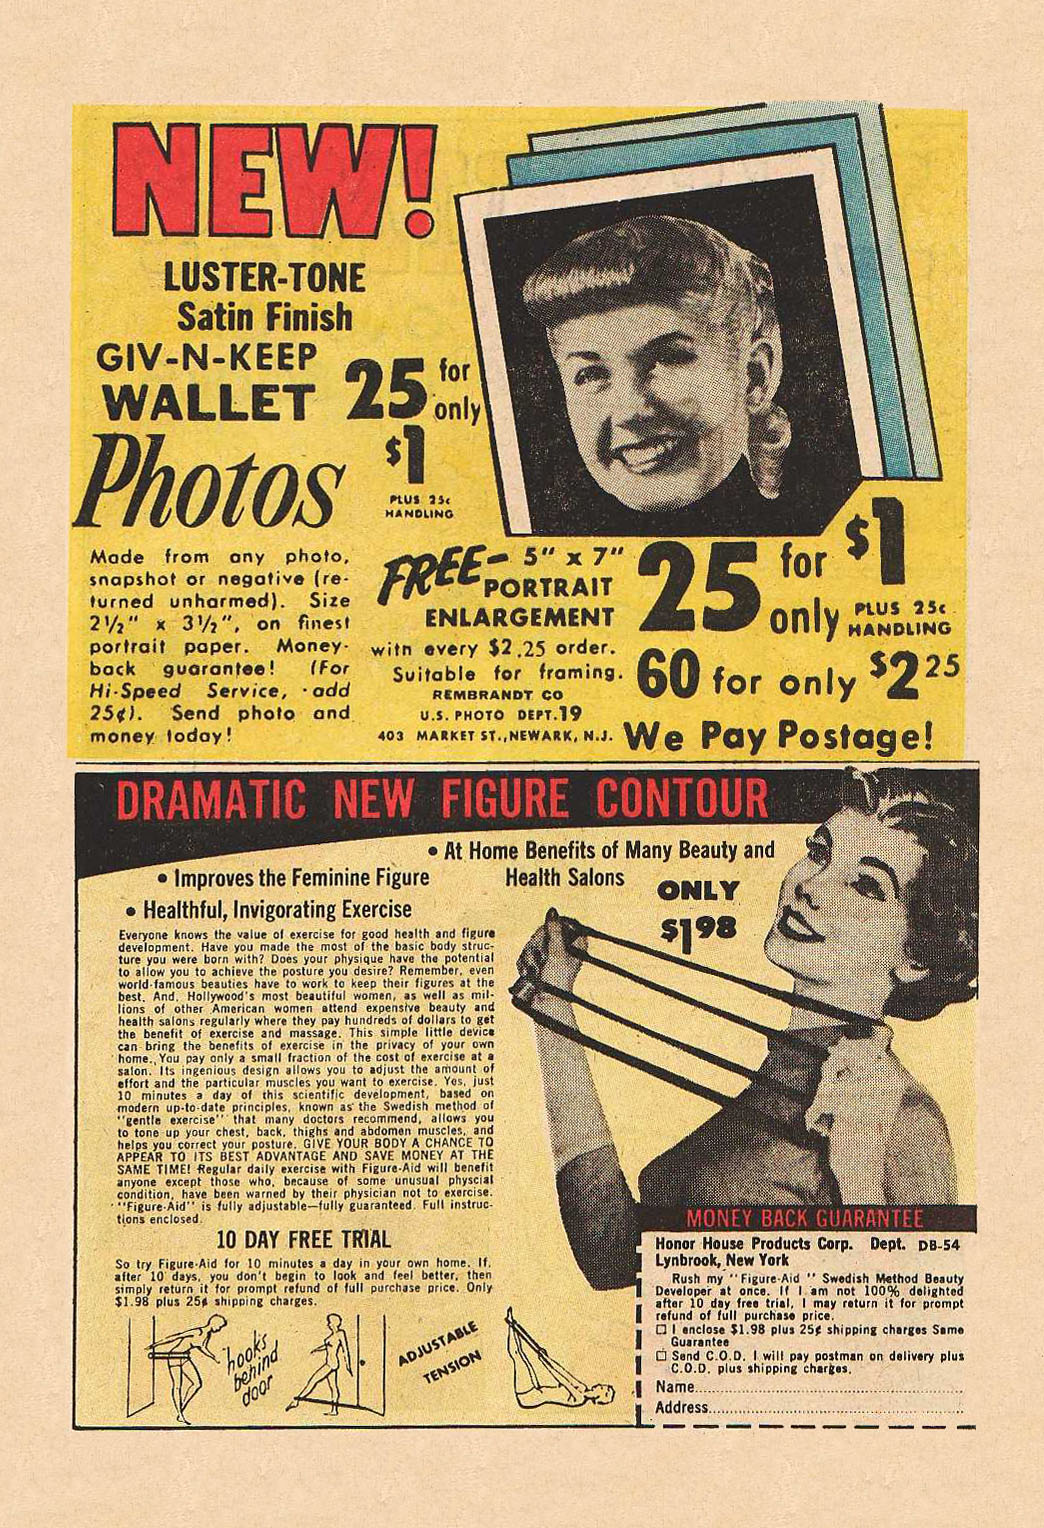 NEW!
LUSTER-TONE
Satin Finish
GIV-N-KEEP
WALLET
Photos
25 for only
$1
PLUS 25¢
HANDLING
Made from any photo,
snapshot or negative (re-
turned unharmed). Size
2½" x 3½", on finest
portrait paper. Money-
back guarantee! (For
Hi-Speed Service, add
25¢). Send photo and
money today!
FREE- 5" x 7"
PORTRAIT
ENLARGEMENT
with every $2.25 order.
Suitable for framing.
REMBRANDT CO
U.S. PHOTO DEPT.19
403 MARKET ST., NEWARK, N.J.
25 for only $1
PLUS 25¢
HANDLING
60 for only $2 25
We Pay Postage!
DRAMATIC NEW FIGURE CONTOUR
• At Home Benefits of Many Beauty and
Health Salons
• Improves the Feminine Figure
• Healthful, Invigorating Exercise
ONLY
$1 98
Everyone knows the value of exercise for good health and figure
development. Have you made the most of the basic body struc-
ture you were born with? Does your physique have the potential
to allow you to achieve the posture you desire? Remember, even
world-famous beauties have to work to keep their figures at the
best. And, Hollywood's most beautiful women, as well as mil-
lions of other American women attend expensive beauty and
health salons regularly where they pay hundreds of dollars to get
the benefit of exercise and massage. This simple little device
can bring the benefits of exercise in the privacy of your own
home. You pay only a small fraction of the cost of exercise at a
salon. Its ingenious design allows you to adjust the amount of
effort and the particular muscles you want to exercise. Yes, just
10 minutes a day of this scientific development, based on
modern up-to-date principles, known as the Swedish method of
"gentle exercise" that many doctors recommend, allows you
to tone up your chest, back, thighs and abdomen muscles, and
helps you correct your posture. GIVE YOUR BODY A CHANCE TO
APPEAR TO ITS BEST ADVANTAGE AND SAVE MONEY AT THE
SAME TIME! Regular daily exercise with Figure-Aid will benefit
anyone except those who, because of some unusual physcial
condition, have been warned by their physician not to exercise.
"Figure-Aid" is fully adjustable—fully guaranteed. Full instruc-
tions enclosed.
10 DAY FREE TRIAL
So try Figure-Aid for 10 minutes a day in your own home. If,
after 10 days, you don't begin to look and feel better, then
simply return it for prompt refund of full purchase price. Only
$1.98 plus 25¢ shipping charges.
hooks
behind
door
ADJUSTABLE
TENSION
MONEY BACK GUARANTEE
Honor House Products Corp. Dept. DB-54
Lynbrook, New York
Rush my "Figure-Aid" Swedish Method Beauty
Developer at once. If I am not 100% delighted
after 10 day free trial, I may return it for prompt
refund of full purchase price.
☐ I enclose $1.98 plus 25¢ shipping charges Same
Guarantee
☐ Send C.O.D. I will pay postman on delivery plus
C.O.D. plus shipping charges.
Name
Address